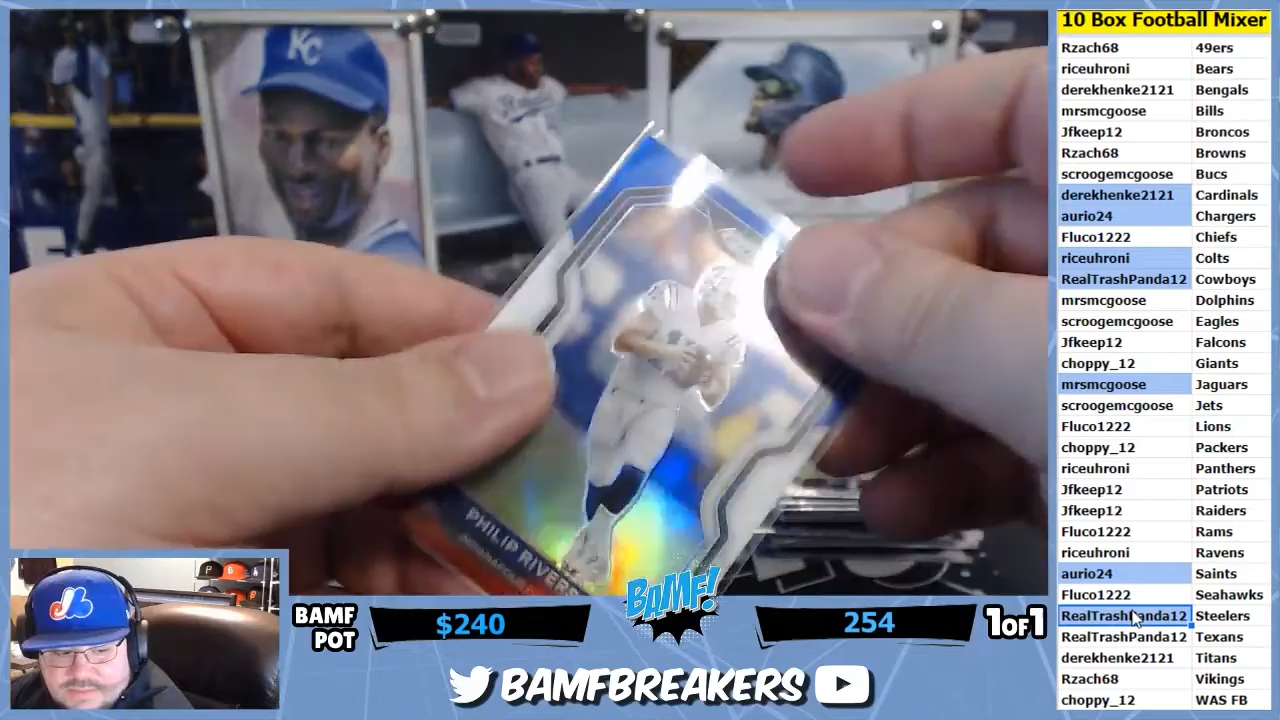 10 Box Football Mixer
Rzach68 49ers
riceuhroni Bears
derekhenke2121 Bengals
mrsmcgoose Bills
Jfkeep12 Broncos
Rzach68 Browns
scroogemcgoose Bucs
derekhenke2121 Cardinals
aurio24 Chargers
Fluco1222 Chiefs
riceuhroni Colts
RealTrashPanda12 Cowboys
mrsmcgoose Dolphins
scroogemcgoose Eagles
Jfkeep12 Falcons
choppy_12 Giants
mrsmcgoose Jaguars
scroogemcgoose Jets
Fluco1222 Lions
choppy_12 Packers
riceuhroni Panthers
Jfkeep12 Patriots
Jfkeep12 Raiders
Fluco1222 Rams
riceuhroni Ravens
aurio24 Saints
Fluco1222 Seahawks
RealTrashPanda12 Steelers
RealTrashPanda12 Texans
derekhenke2121 Titans
Rzach68 Vikings
choppy_12 WAS FB
KC
PHILIP RIVERS
BAMF!
BAMF POT $240
254 1OF1
BAMFBREAKERS